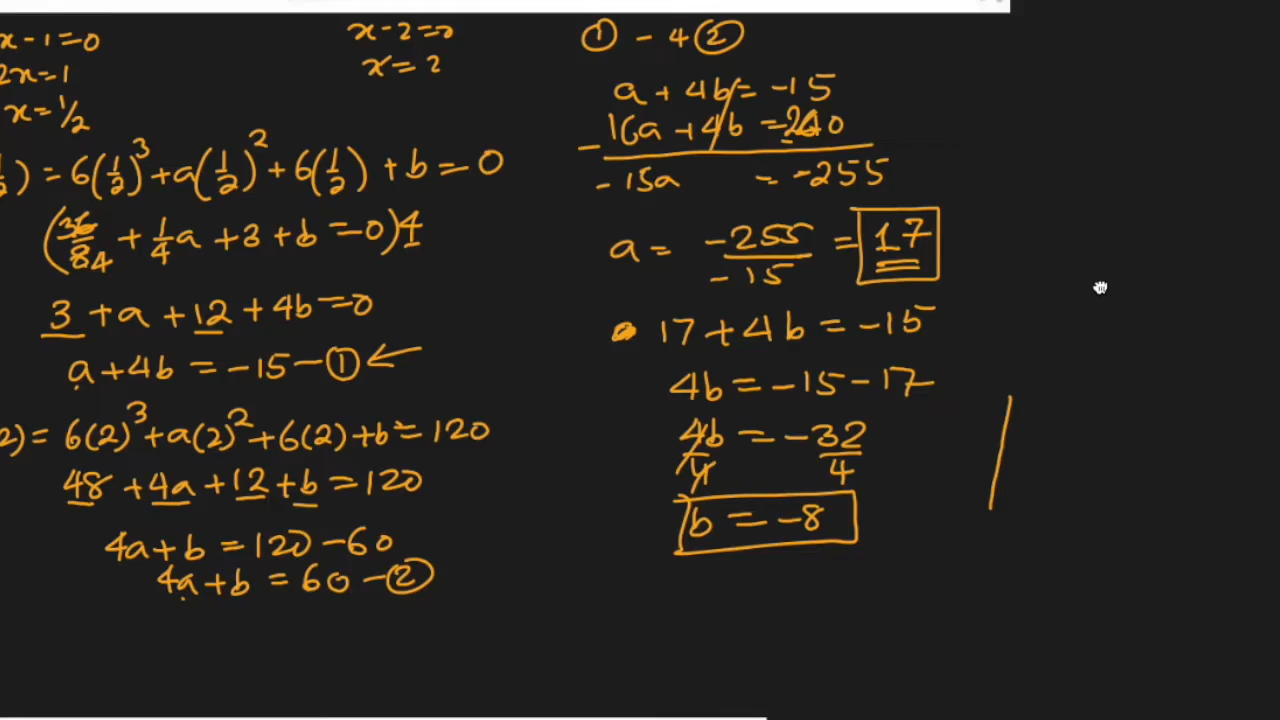 x-1=0
2x=1
x=1/2
x-2=0
x=2
1/2)=6(1/2)^3+a(1/2)^2+6(1/2)+b=0
(/84+1/4a+3+b=0)4
3+a+12+4b=0
a+4b=-15-①
2)=6(2)^3+a(2)^2+6(2)+b=120
48+4a+12+b=120
4a+b=120-60
4a+b=60-②
①-4②
a+4b=-15
-16a+4b=240
-15a=-255
a=-255/-15=17
17+4b=-15
4b=-15-17
4b/4=-32/4
b=-8